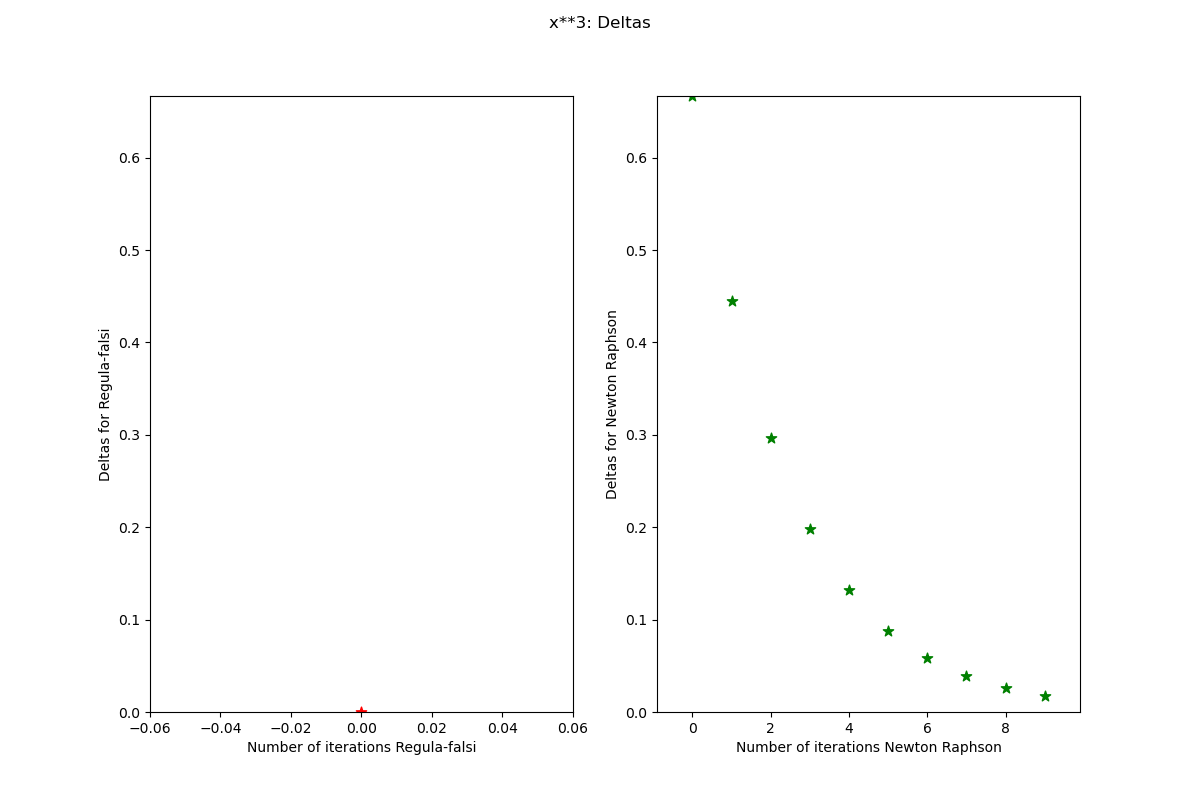 x**3: Deltas
0.6
0.5
0.4
0.3
0.2
0.1
0.0
Deltas for Regula-falsi
−0.06 −0.04 −0.02 0.00 0.02 0.04 0.06
Number of iterations Regula-falsi
0.6
0.5
0.4
0.3
0.2
0.1
0.0
Deltas for Newton Raphson
0 2 4 6 8
Number of iterations Newton Raphson